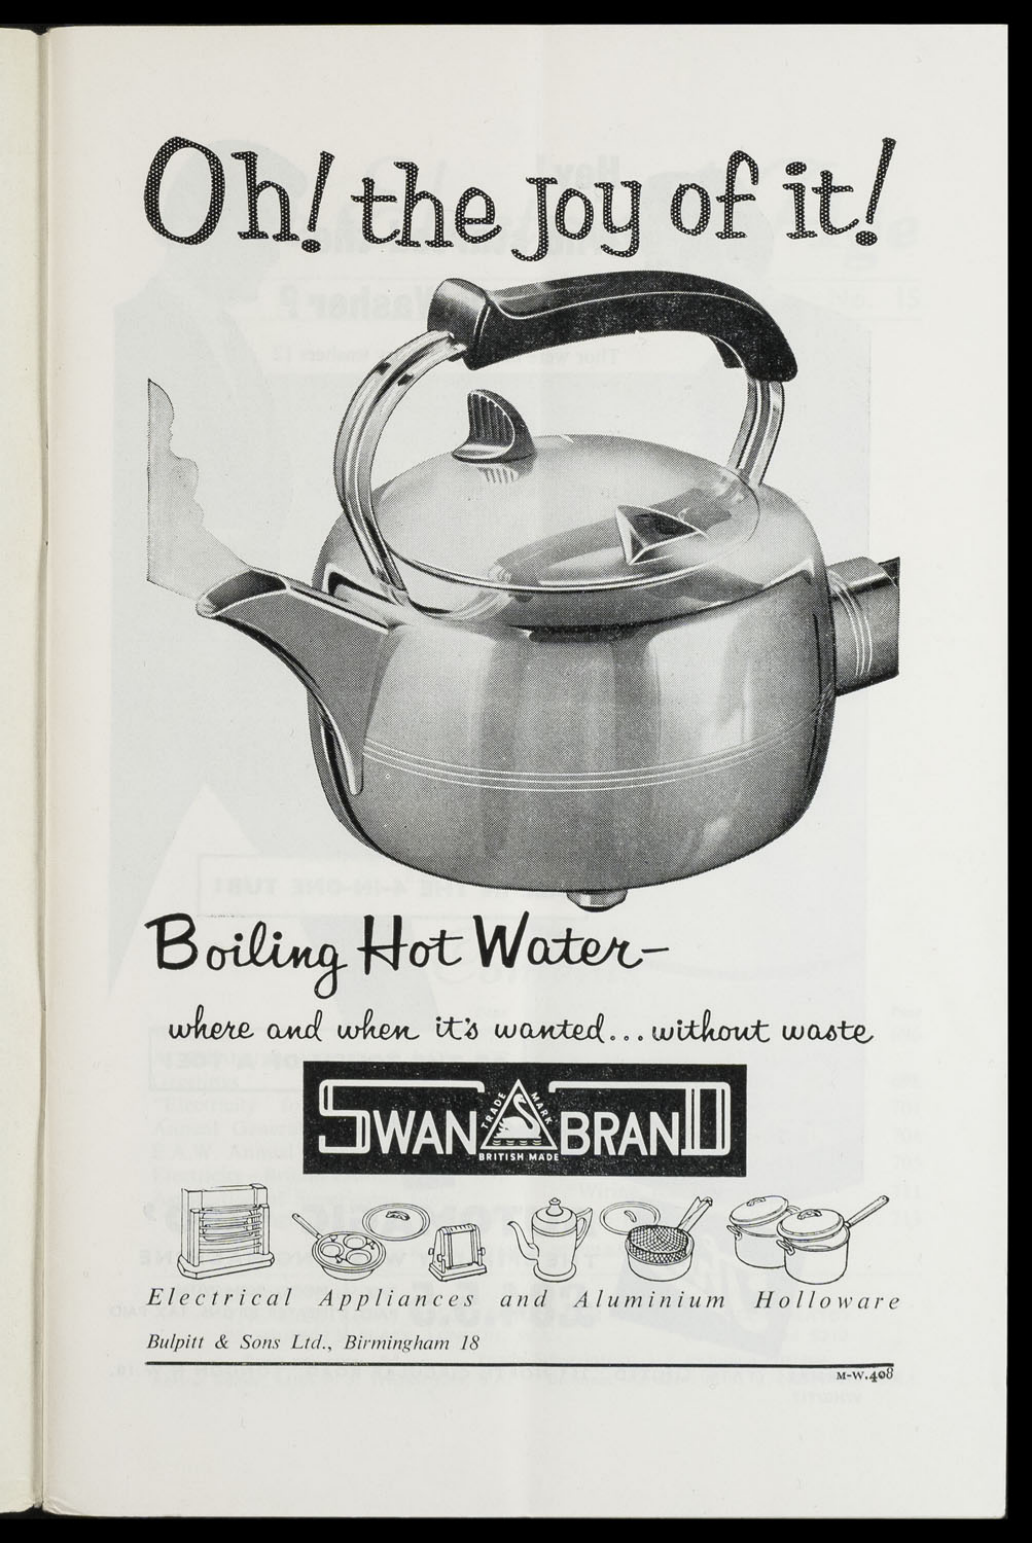 Oh! the joy of it!
Boiling Hot Water-
where and when it's wanted... without waste
SWAN TRADE MARK BRAND
BRITISH MADE
Electrical Appliances and Aluminium Holloware
Bulpitt & Sons Ltd., Birmingham 18
M-W.408